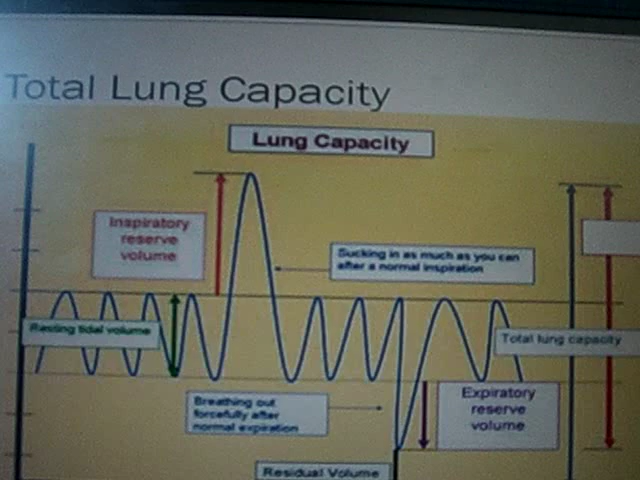 Total Lung Capacity
Lung Capacity
Inspiratory
reserve
volume
Sucking in as much as you can
after a normal inspiration
Resting tidal volume
Total lung capacity
Breathing out
forcefully after
normal expiration
Expiratory
reserve
volume
Residual Volume